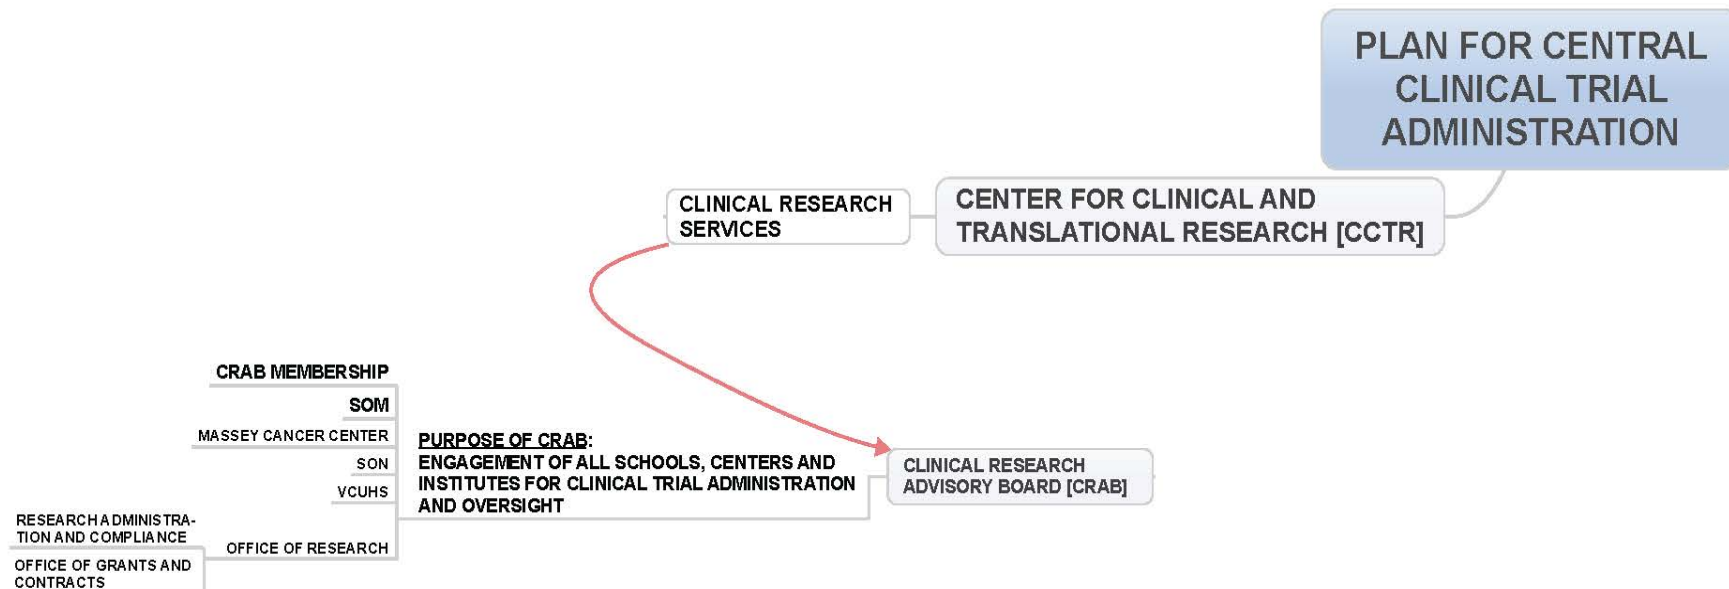 PLAN FOR CENTRAL
CLINICAL TRIAL
ADMINISTRATION
CENTER FOR CLINICAL AND
TRANSLATIONAL RESEARCH [CCTR]
CLINICAL RESEARCH
SERVICES
CLINICAL RESEARCH
ADVISORY BOARD [CRAB]
PURPOSE OF CRAB:
ENGAGEMENT OF ALL SCHOOLS, CENTERS AND
INSTITUTES FOR CLINICAL TRIAL ADMINISTRATION
AND OVERSIGHT
CRAB MEMBERSHIP
SOM
MASSEY CANCER CENTER
SON
VCUHS
OFFICE OF RESEARCH
RESEARCH ADMINISTRA-
TION AND COMPLIANCE
OFFICE OF GRANTS AND
CONTRACTS